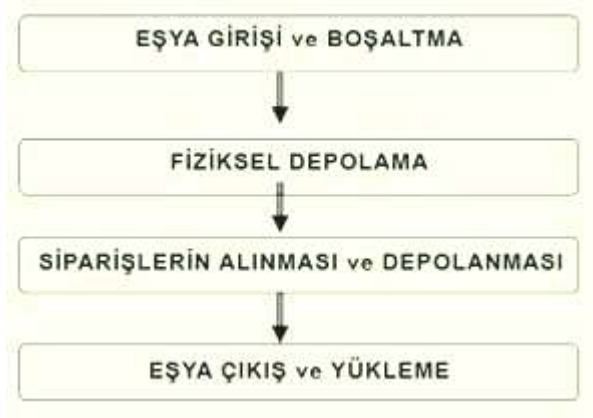 EŞYA GİRİŞİ ve BOŞALTMA
FİZİKSEL DEPOLAMA
SİPARİŞLERİN ALINMASI ve DEPOLANMASI
EŞYA ÇIKIŞ ve YÜKLEME